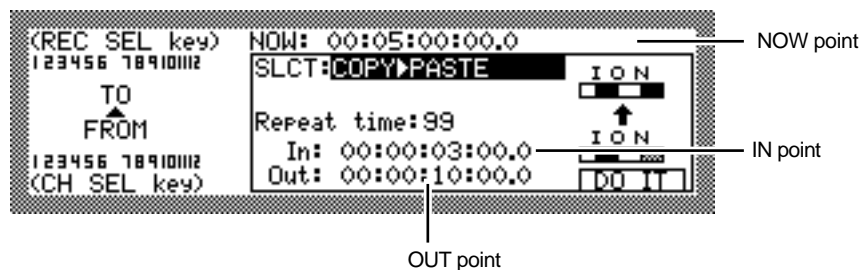 (REC SEL key) NOW: 00:05:00:00.0 NOW point
123456 789101112 SLCT:COPY▶PASTE I O N
TO
FROM Repeat time:99
I O N
In: 00:00:03:00.0 IN point
123456 789101112
(CH SEL key) Out: 00:00:10:00.0 DO IT
OUT point